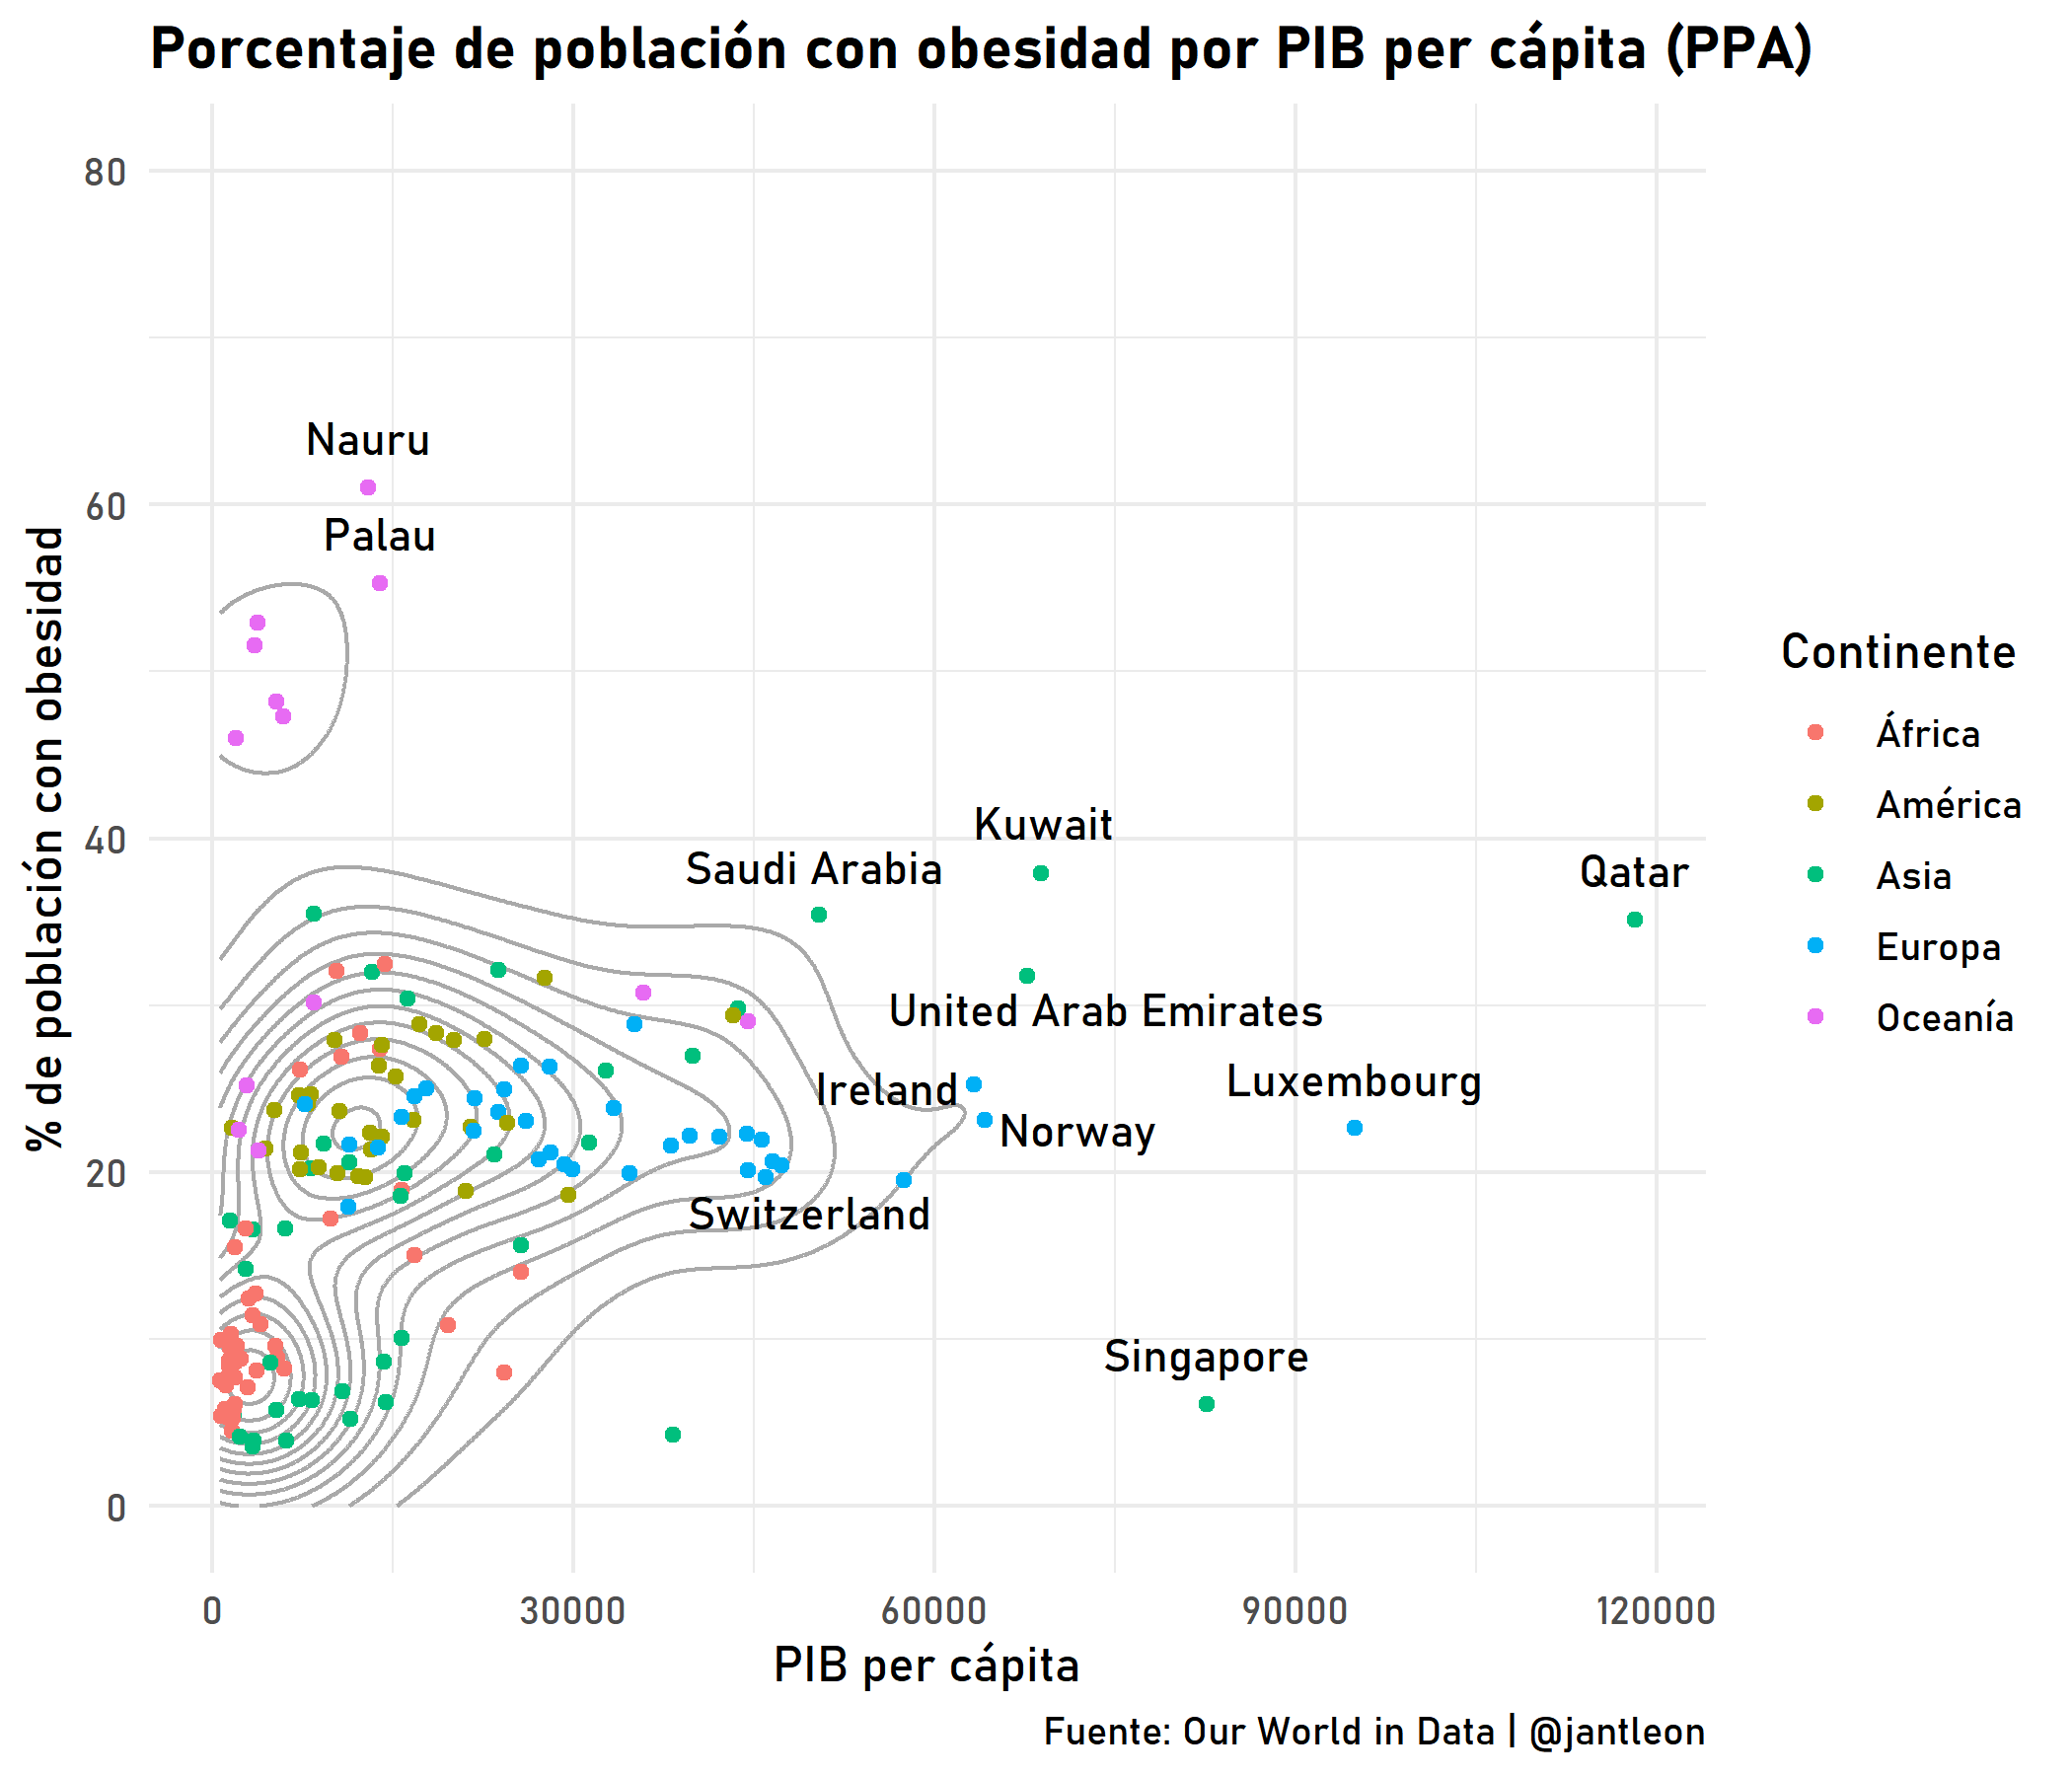 Porcentaje de población con obesidad por PIB per cápita (PPA)
% de población con obesidad
80
60
40
20
0
Nauru
Palau
Kuwait
Saudi Arabia
Qatar
United Arab Emirates
Ireland
Luxembourg
Norway
Switzerland
Singapore
0
30000
60000
90000
120000
PIB per cápita
Continente
África
América
Asia
Europa
Oceanía
Fuente: Our World in Data | @jantleon